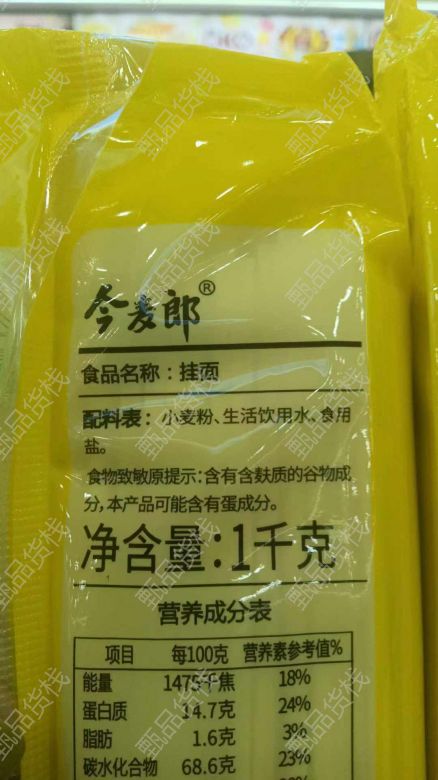 今麦郎®
食品名称：挂面
配料表：小麦粉、生活饮用水、食用
盐。
食物致敏原提示：含有含麸质的谷物成
分，本产品可能含有蛋成分。
净含量：1千克
营养成分表
项目 每100克 营养素参考值%
能量 1475千焦 18%
蛋白质 14.7克 24%
脂肪 1.6克 3%
碳水化合物 68.6克 23%
甄品货栈